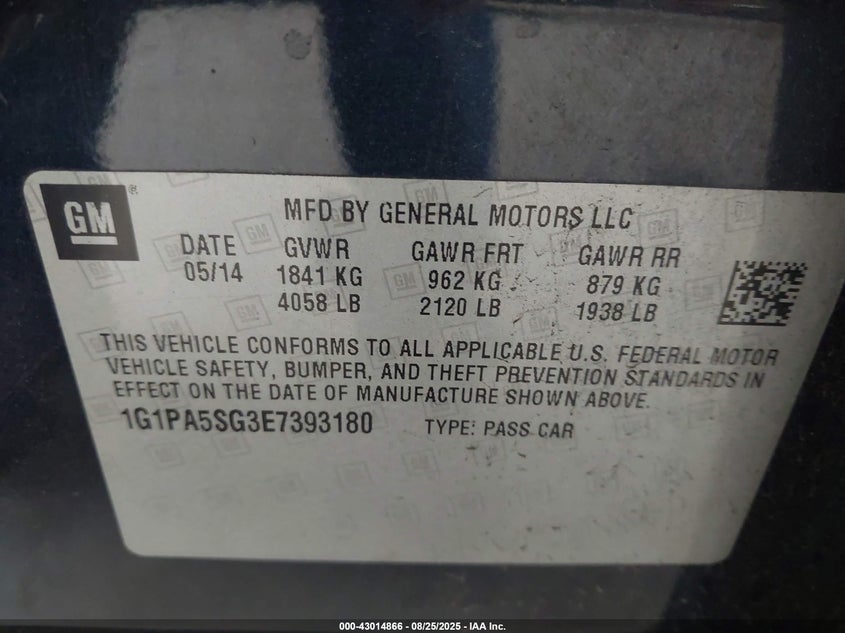 GM
MFD BY GENERAL MOTORS LLC
DATE GVWR GAWR FRT GAWR RR
05/14 1841 KG 962 KG 879 KG
4058 LB 2120 LB 1938 LB
THIS VEHICLE CONFORMS TO ALL APPLICABLE U.S. FEDERAL MOTOR
VEHICLE SAFETY, BUMPER, AND THEFT PREVENTION STANDARDS IN
EFFECT ON THE DATE OF MANUFACTURE SHOWN ABOVE.
1G1PA5SG3E7393180 TYPE: PASS CAR
000-43014866 - 08/25/2025 - IAA Inc.